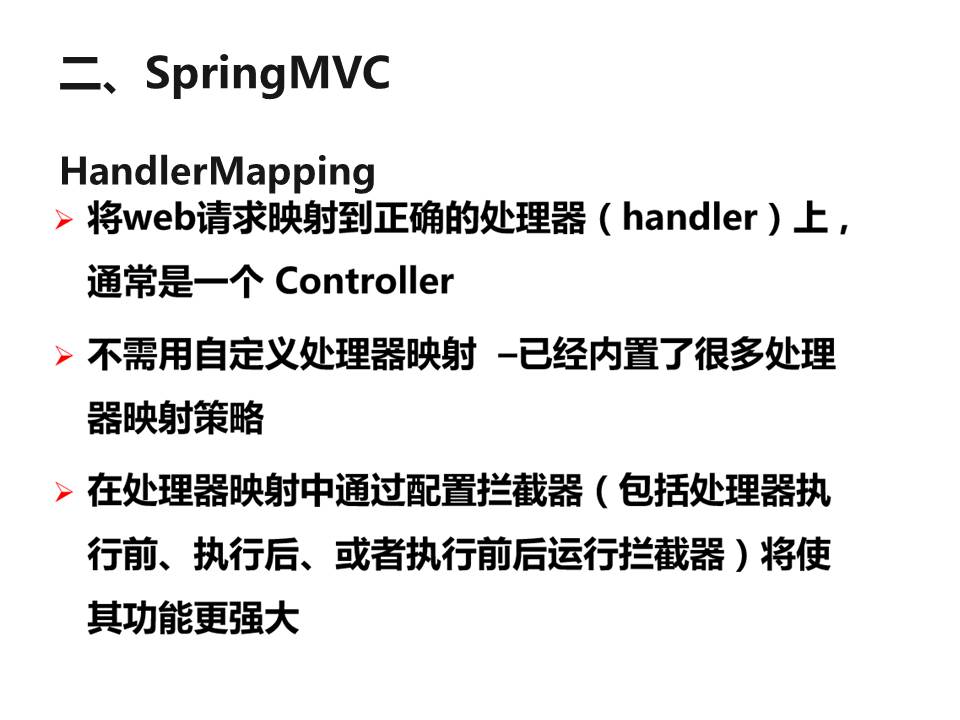 二、SpringMVC
HandlerMapping
将web请求映射到正确的处理器（handler）上，
通常是一个 Controller
不需用自定义处理器映射 –已经内置了很多处理
器映射策略
在处理器映射中通过配置拦截器（包括处理器执
行前、执行后、或者执行前后运行拦截器）将使
其功能更强大